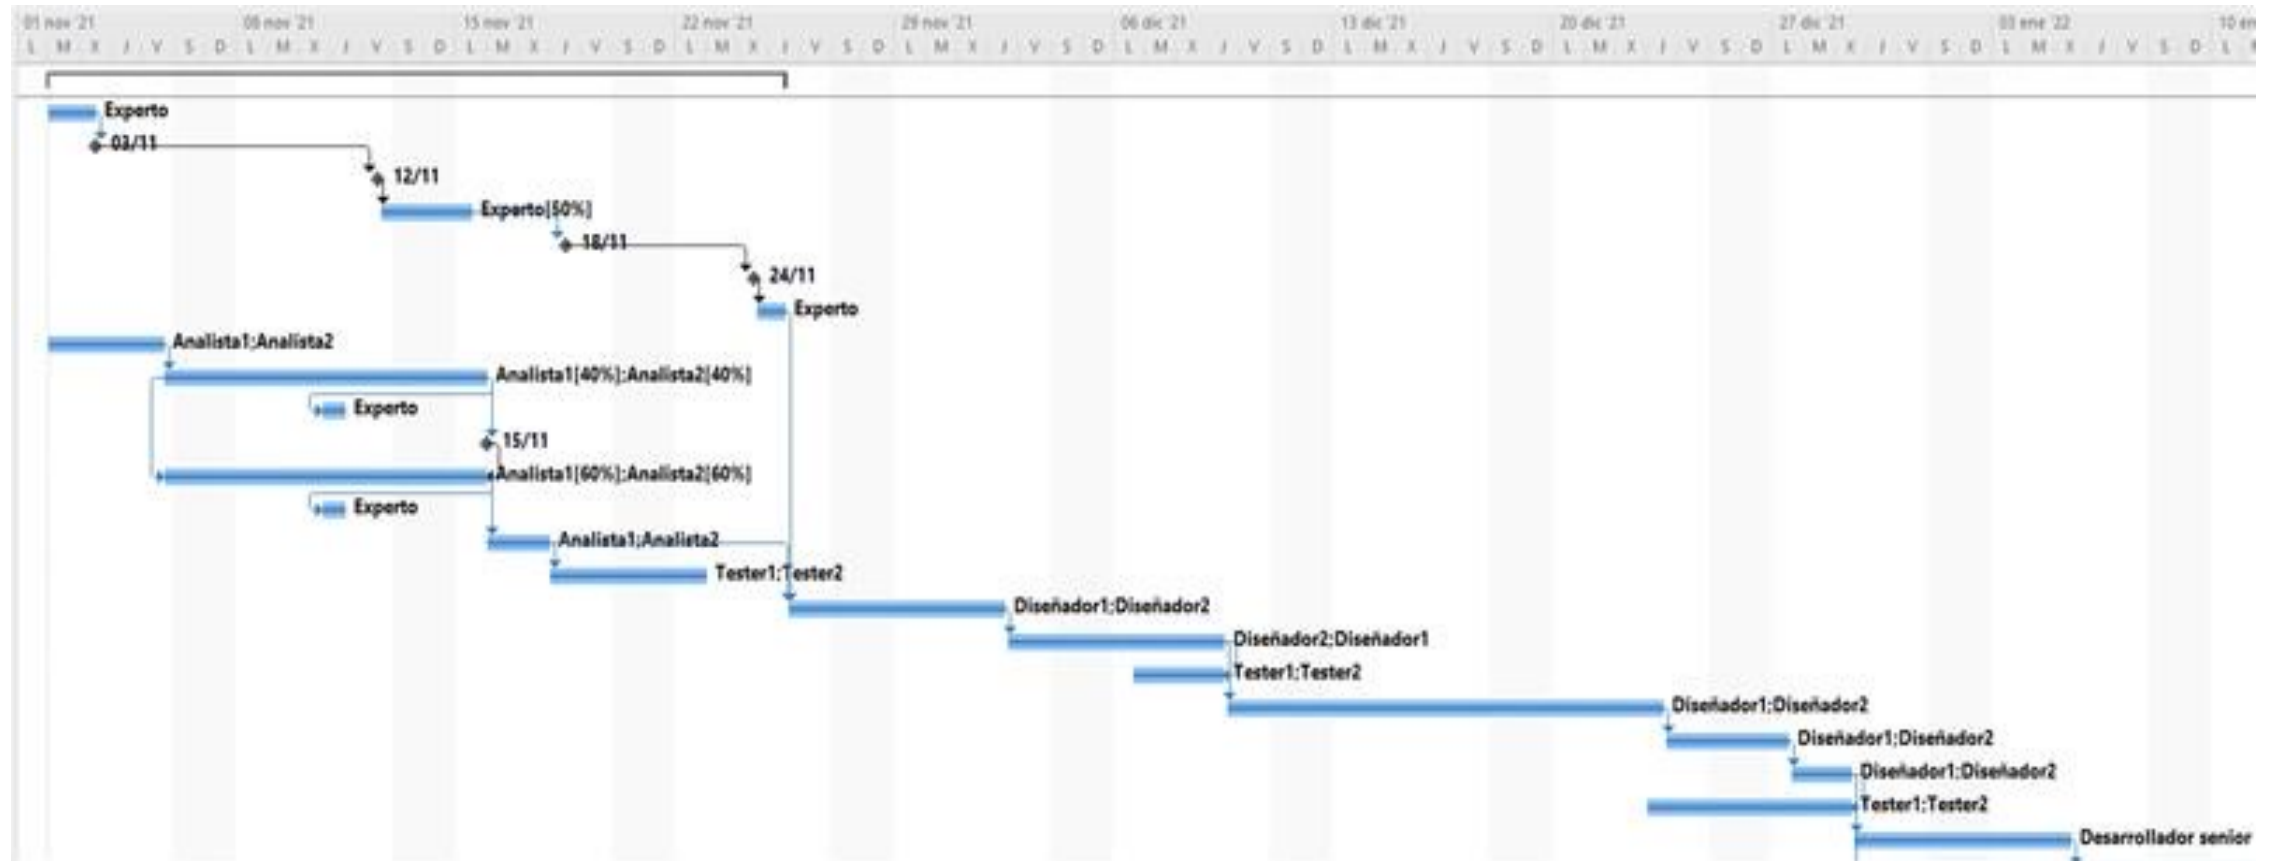 01 nov '21 08 nov '21 15 nov '21 22 nov '21 29 nov '21 06 dic '21 13 dic '21 20 dic '21 27 dic '21 03 ene '22 10 en
L M X J V S D L M X J V S D L M X J V S D L M X J V S D L M X J V S D L M X J V S D L M X J V S D L M X J V S D L M X J V S D L M X J V S D L
Experto
03/11
12/11
Experto[50%]
18/11
24/11
Experto
Analista1;Analista2
Analista1[40%];Analista2[40%]
Experto
15/11
Analista1[60%];Analista2[60%]
Experto
Analista1;Analista2
Tester1;Tester2
Diseñador1;Diseñador2
Diseñador2;Diseñador1
Tester1;Tester2
Diseñador1;Diseñador2
Diseñador1;Diseñador2
Diseñador1;Diseñador2
Tester1;Tester2
Desarrollador senior